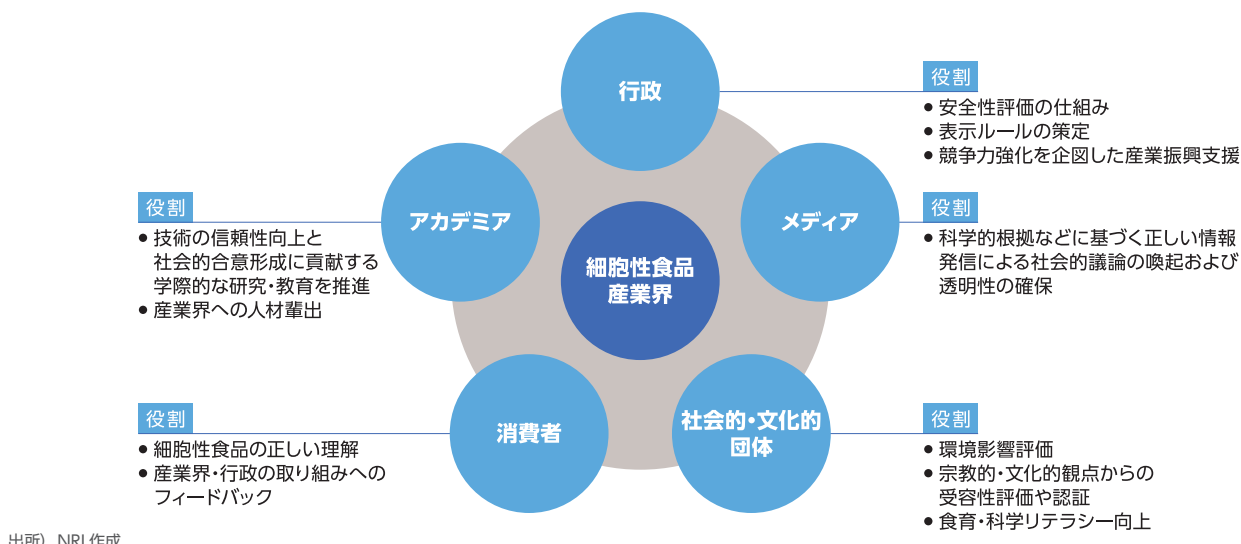 行政
役割
● 安全性評価の仕組み
● 表示ルールの策定
● 競争力強化を企図した産業振興支援
アカデミア
役割
● 技術の信頼性向上と
社会的合意形成に貢献する
学際的な研究・教育を推進
● 産業界への人材輩出
メディア
役割
● 科学的根拠などに基づく正しい情報
発信による社会的議論の喚起および
透明性の確保
細胞性食品
産業界
消費者
役割
● 細胞性食品の正しい理解
● 産業界・行政の取り組みへの
フィードバック
社会的・文化的
団体
役割
● 環境影響評価
● 宗教的・文化的観点からの
受容性評価や認証
● 食育・科学リテラシー向上
出所） NRI作成